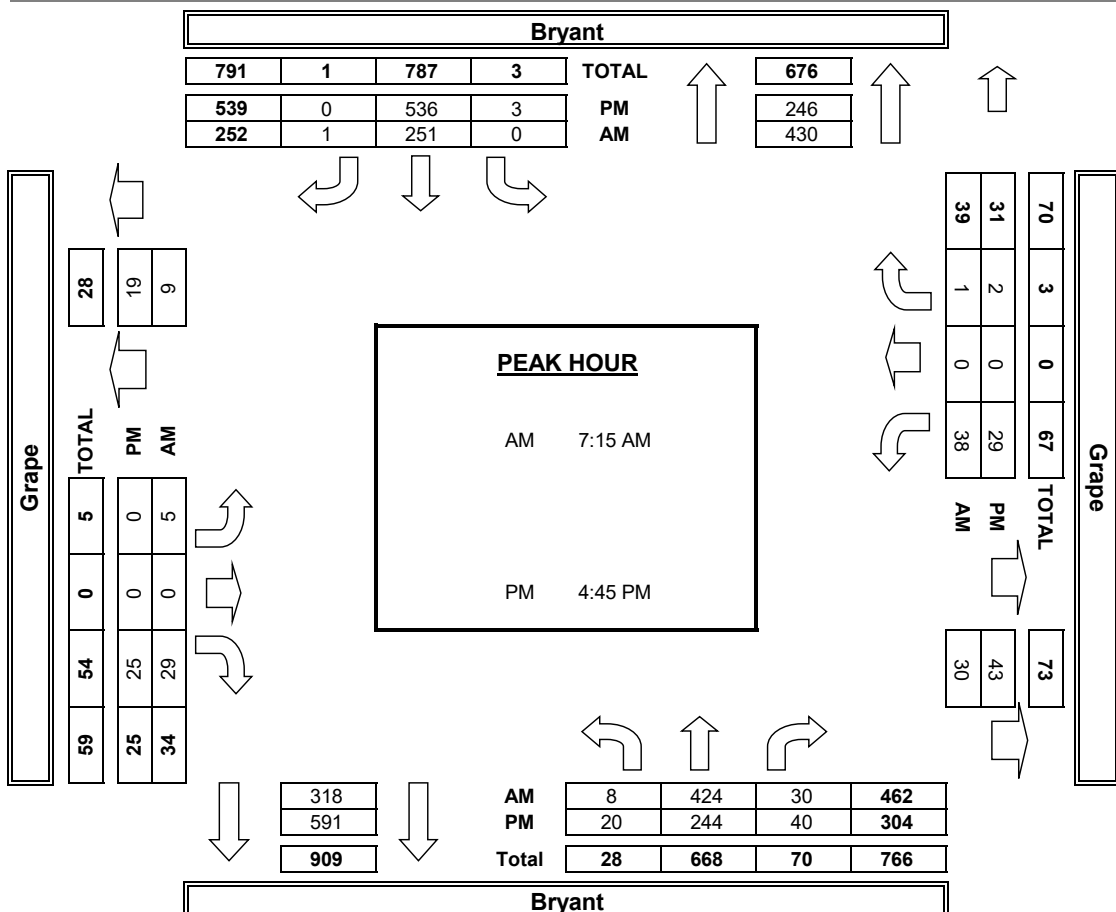 Bryant
791 1 787 3 TOTAL 676
539 0 536 3 PM 246
252 1 251 0 AM 430
Grape
28 19 9
TOTAL PM AM
5 0 5
0 0 0
54 25 29
59 25 34
PEAK HOUR
AM 7:15 AM
PM 4:45 PM
39 31 70
1 2 3
0 0 0
38 29 67
AM PM TOTAL
30 43 73
Grape
318 AM 8 424 30 462
591 PM 20 244 40 304
909 Total 28 668 70 766
Bryant